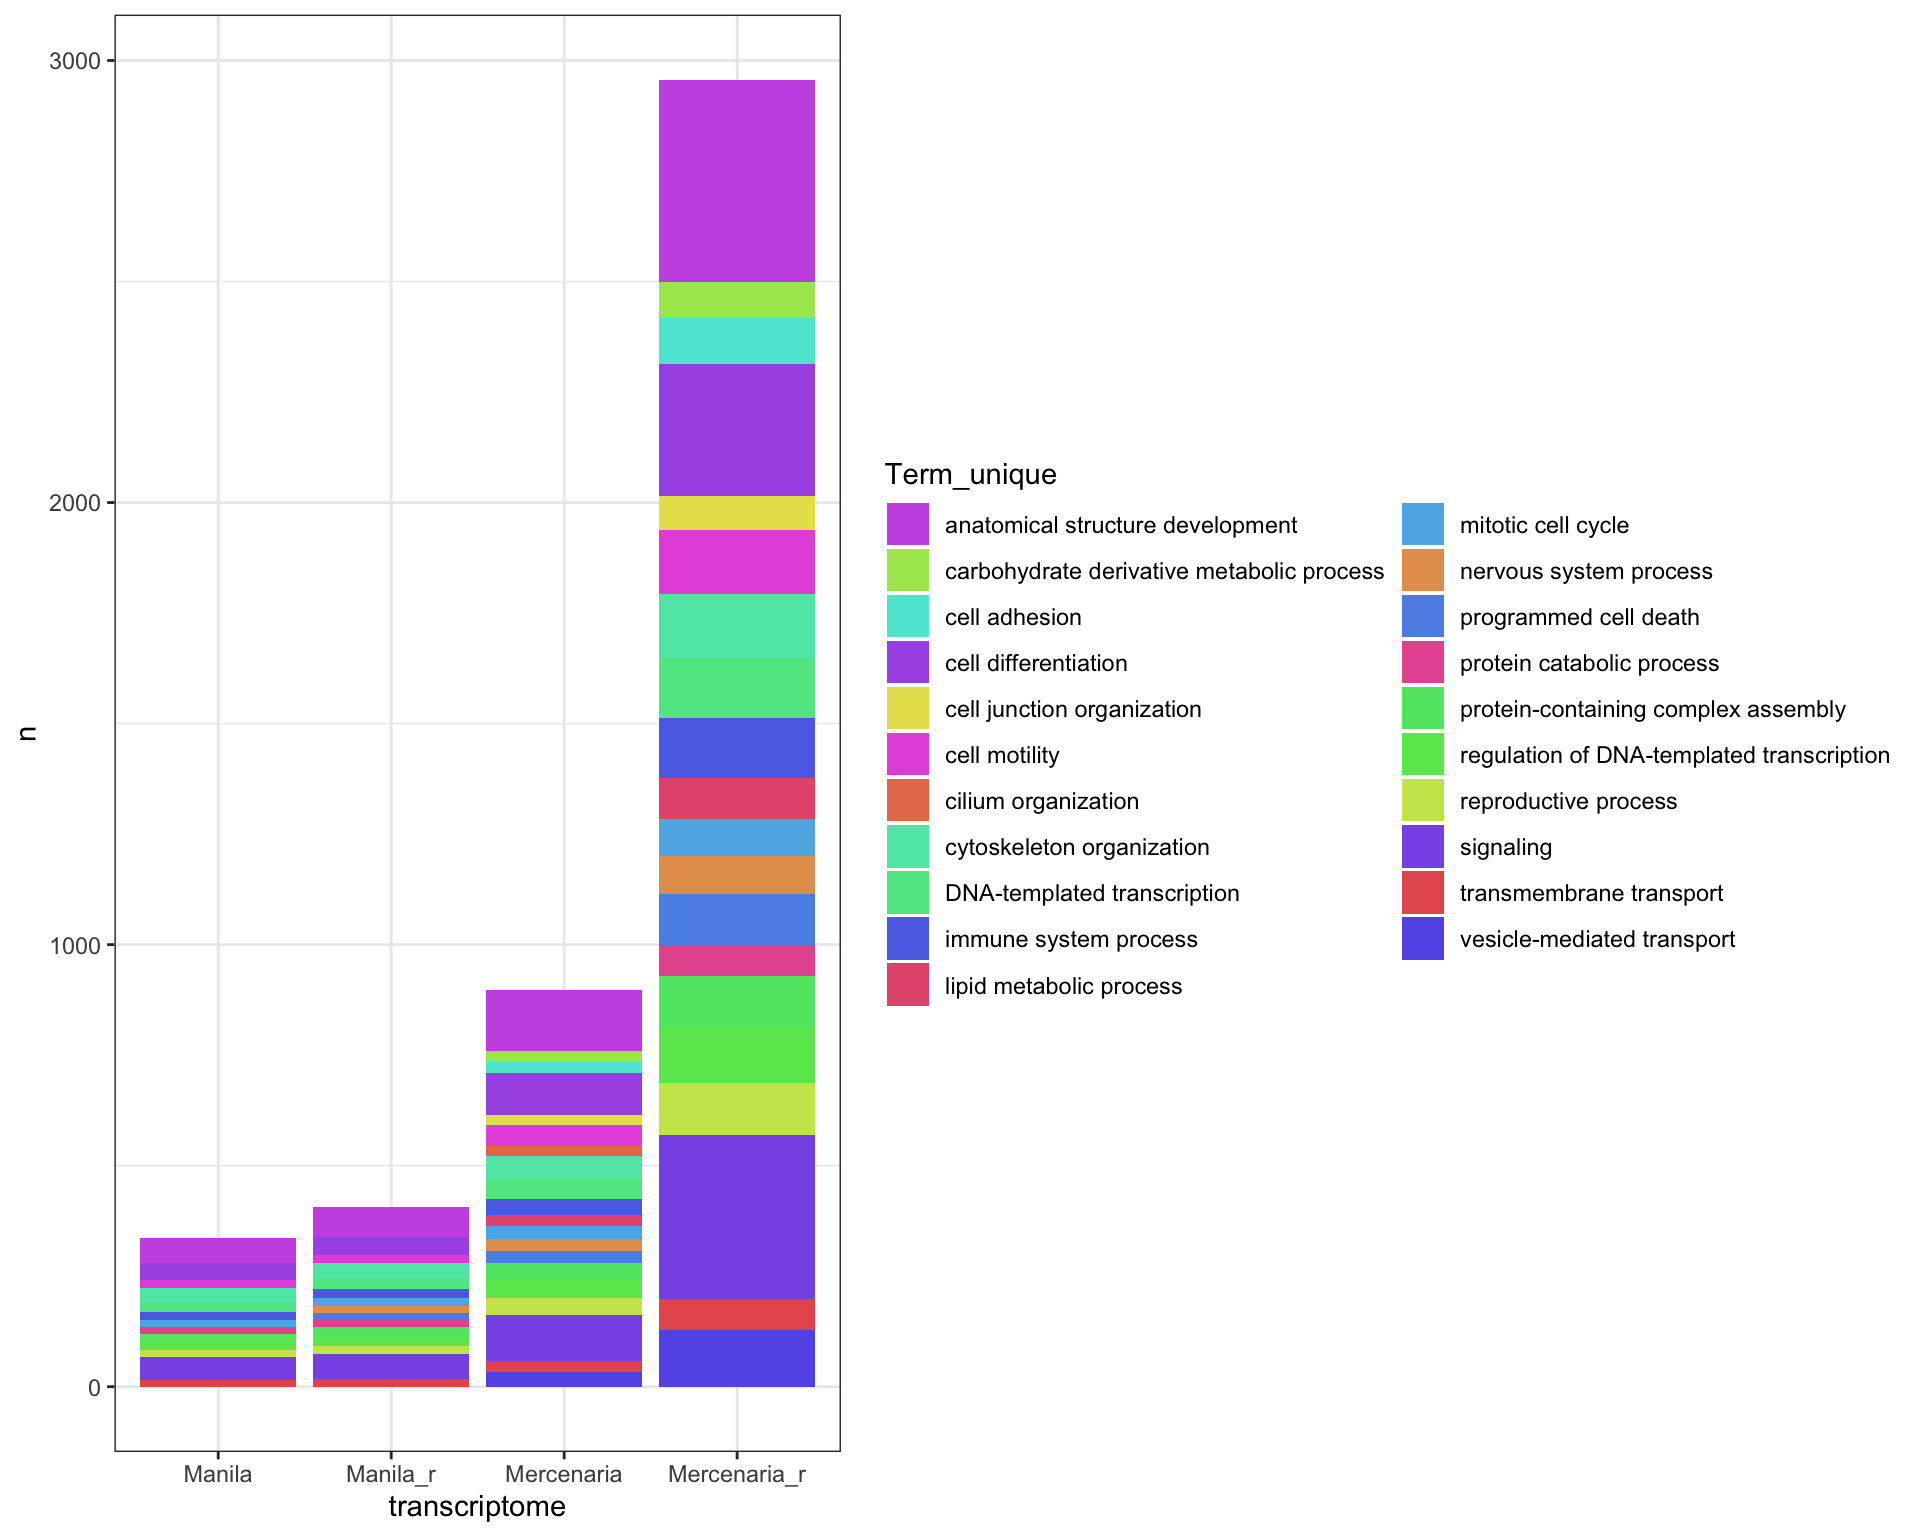 3000
2000
1000
0
n
Manila
Manila_r
Mercenaria
Mercenaria_r
transcriptome
Term_unique
anatomical structure development
carbohydrate derivative metabolic process
cell adhesion
cell differentiation
cell junction organization
cell motility
cilium organization
cytoskeleton organization
DNA-templated transcription
immune system process
lipid metabolic process
mitotic cell cycle
nervous system process
programmed cell death
protein catabolic process
protein-containing complex assembly
regulation of DNA-templated transcription
reproductive process
signaling
transmembrane transport
vesicle-mediated transport